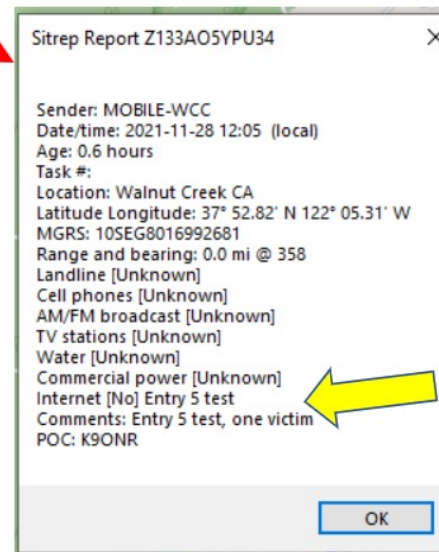 Sitrep Report Z133AO5YPU34
Sender: MOBILE-WCC
Date/time: 2021-11-28 12:05 (local)
Age: 0.6 hours
Task #:
Location: Walnut Creek CA
Latitude Longitude: 37° 52.82' N 122° 05.31' W
MGRS: 10SEG8016992681
Range and bearing: 0.0 mi @ 358
Landline [Unknown]
Cell phones [Unknown]
AM/FM broadcast [Unknown]
TV stations [Unknown]
Water [Unknown]
Commercial power [Unknown]
Internet [No] Entry 5 test
Comments: Entry 5 test, one victim
POC: K9ONR
OK